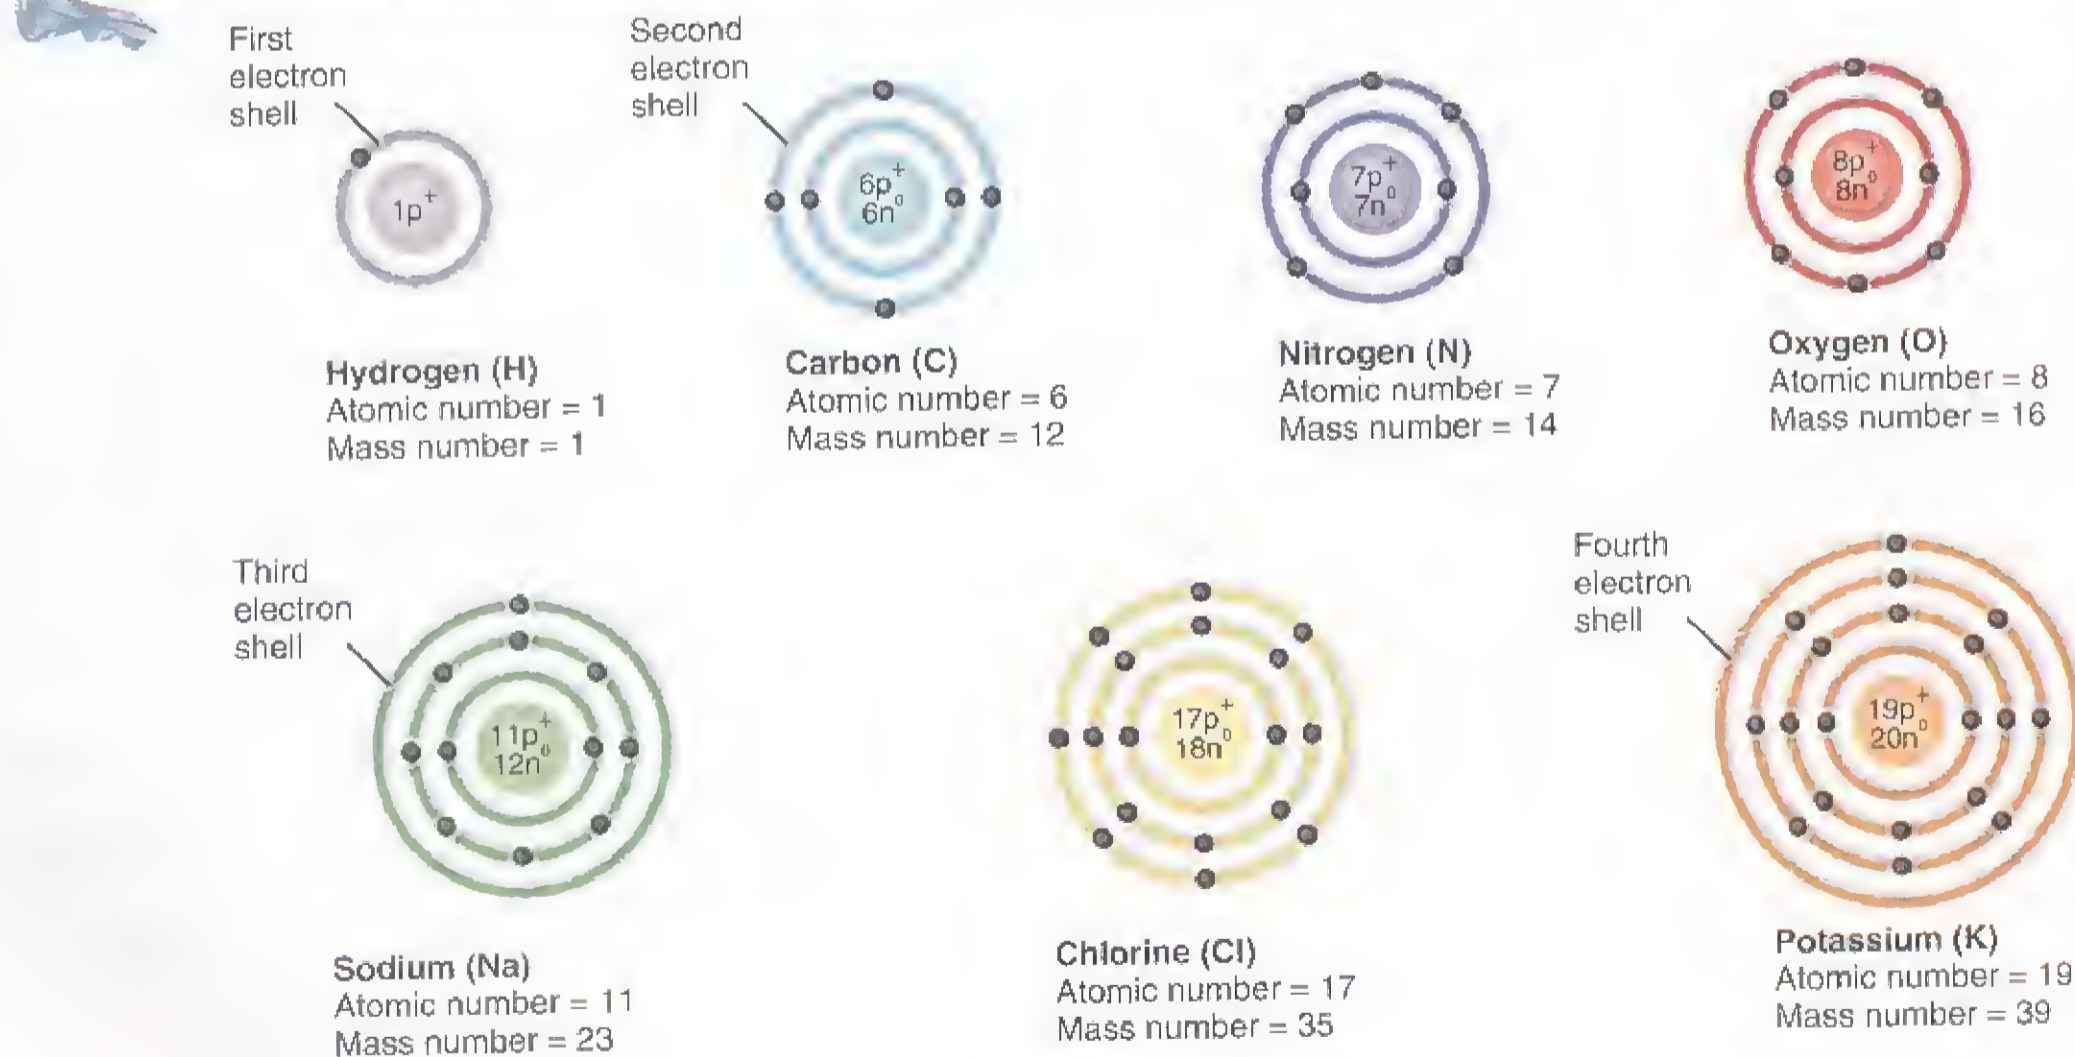 First
electron
shell
1p+
Hydrogen (H)
Atomic number = 1
Mass number = 1
Second
electron
shell
6p+
6n0
Carbon (C)
Atomic number = 6
Mass number = 12
7p+
7n0
Nitrogen (N)
Atomic number = 7
Mass number = 14
8p+
8n0
Oxygen (O)
Atomic number = 8
Mass number = 16
Third
electron
shell
11p+
12n0
Sodium (Na)
Atomic number = 11
Mass number = 23
17p+
18n0
Chlorine (Cl)
Atomic number = 17
Mass number = 35
Fourth
electron
shell
19p+
20n0
Potassium (K)
Atomic number = 19
Mass number = 39